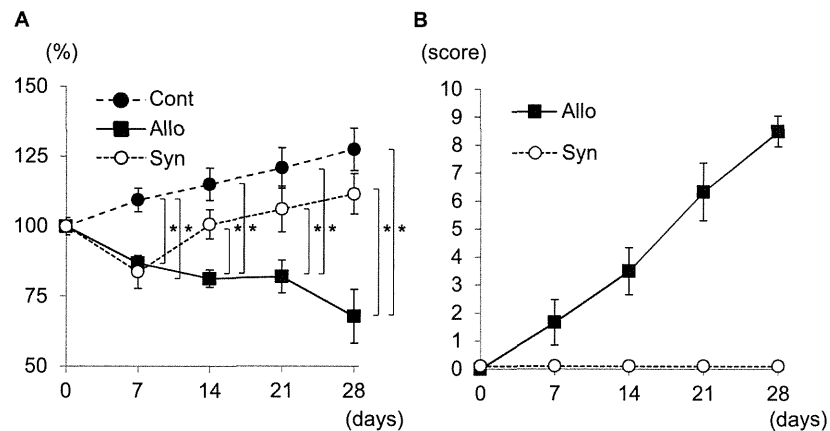 A
(%)
150
125
100
75
50
Cont
Allo
Syn
* *
* *
* *
* *
0 7 14 21 28
(days)
B
(score)
10
9
8
7
6
5
4
3
2
1
0
Allo
Syn
0 7 14 21 28
(days)